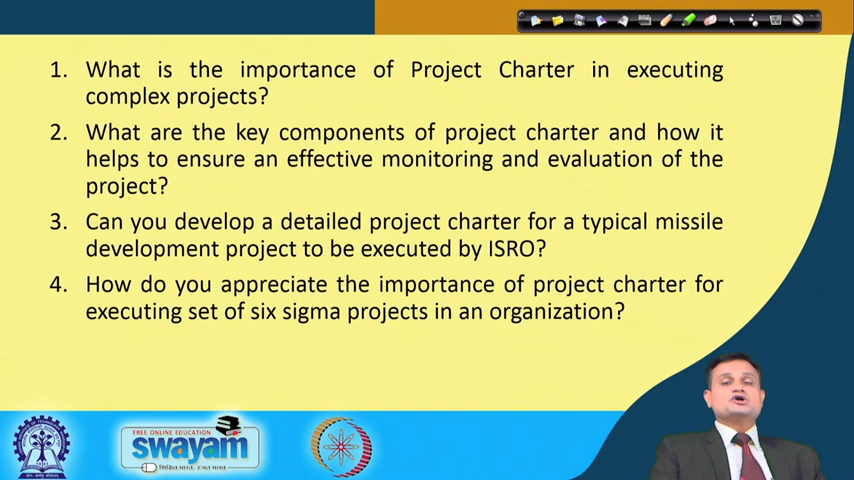 1. What is the importance of Project Charter in executing
complex projects?
2. What are the key components of project charter and how it
helps to ensure an effective monitoring and evaluation of the
project?
3. Can you develop a detailed project charter for a typical missile
development project to be executed by ISRO?
4. How do you appreciate the importance of project charter for
executing set of six sigma projects in an organization?
FREE ONLINE EDUCATION
swayam